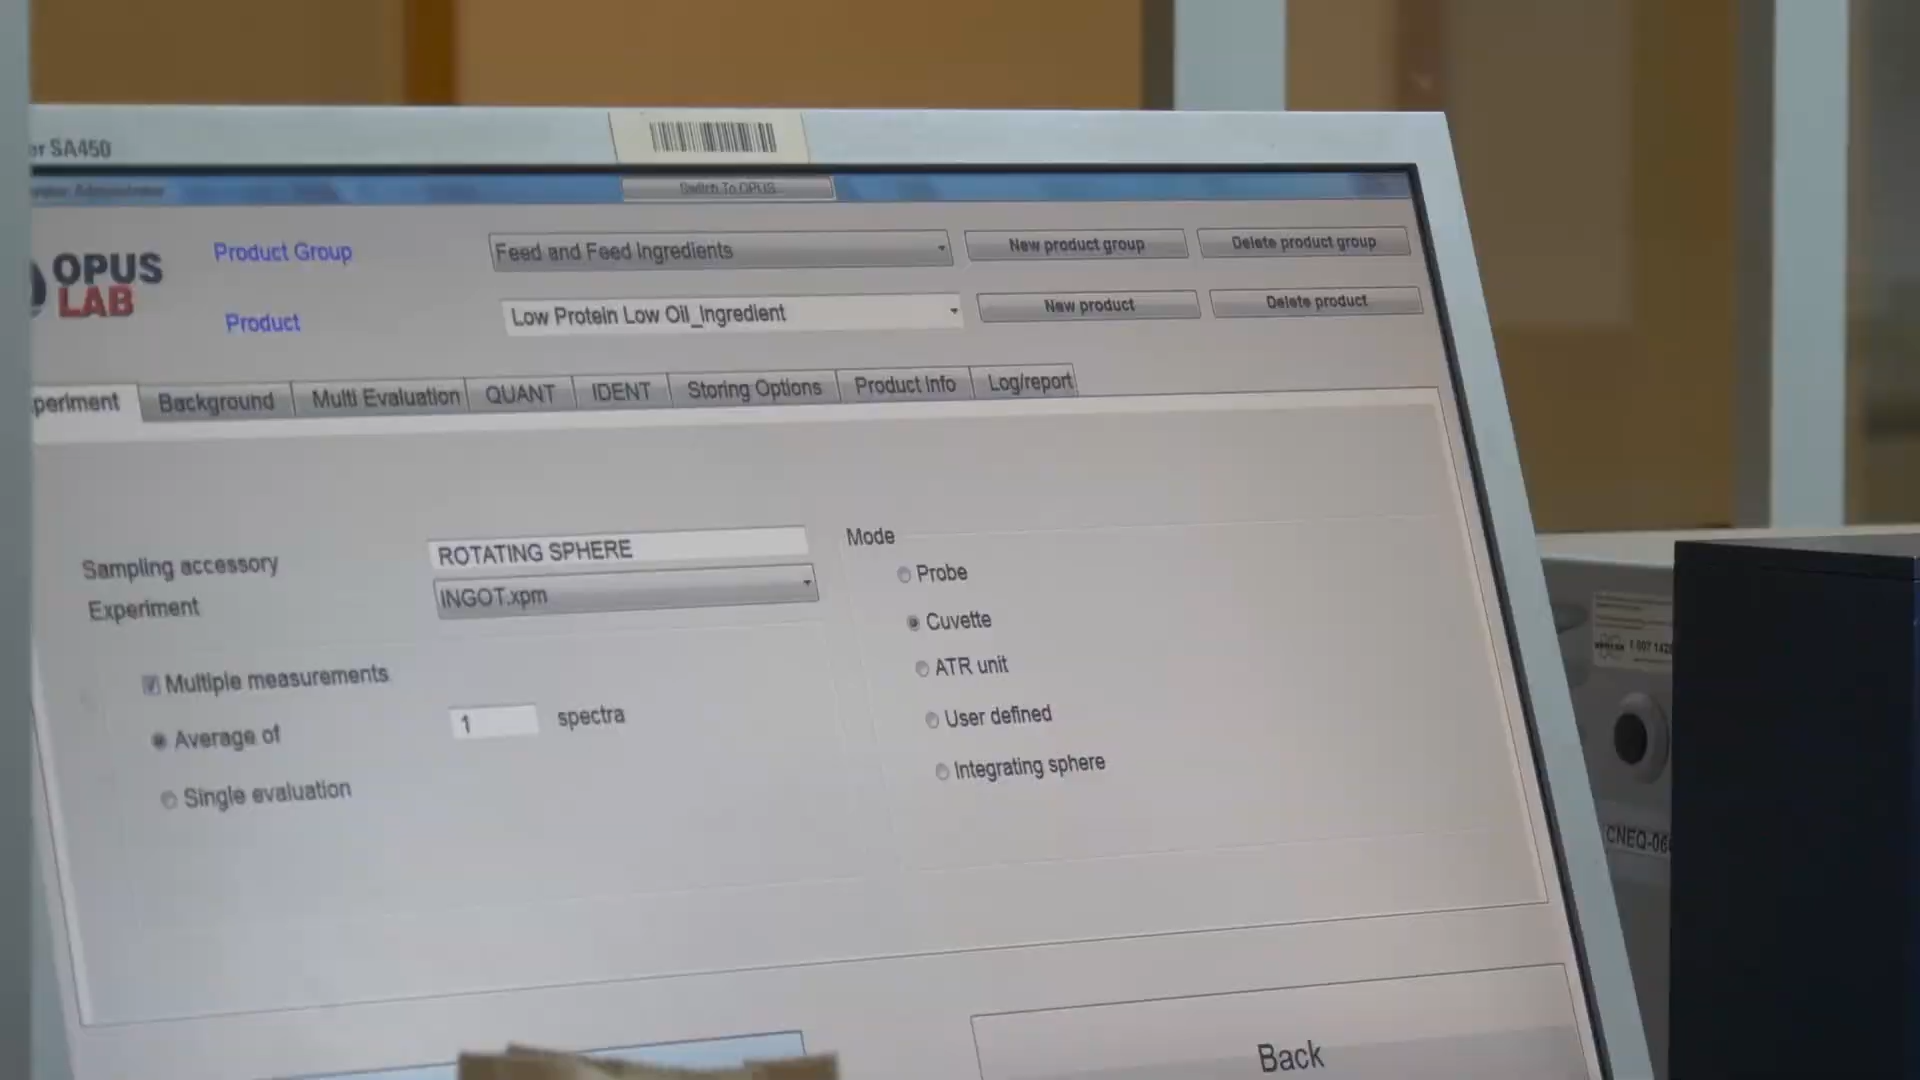 or SA450
Switch To OPUS...
OPUS
LAB
Product Group
Feed and Feed Ingredients
New product group
Delete product group
Product
Low Protein Low Oil_Ingredient
New product
Delete product
periment
Background
Multi Evaluation
QUANT
IDENT
Storing Options
Product Info
Log/report
Sampling accessory
ROTATING SPHERE
Experiment
INGOT.xpm
Multiple measurements
Average of
1
spectra
Single evaluation
Mode
Probe
Cuvette
ATR unit
User defined
Integrating sphere
Back
CNEQ-06